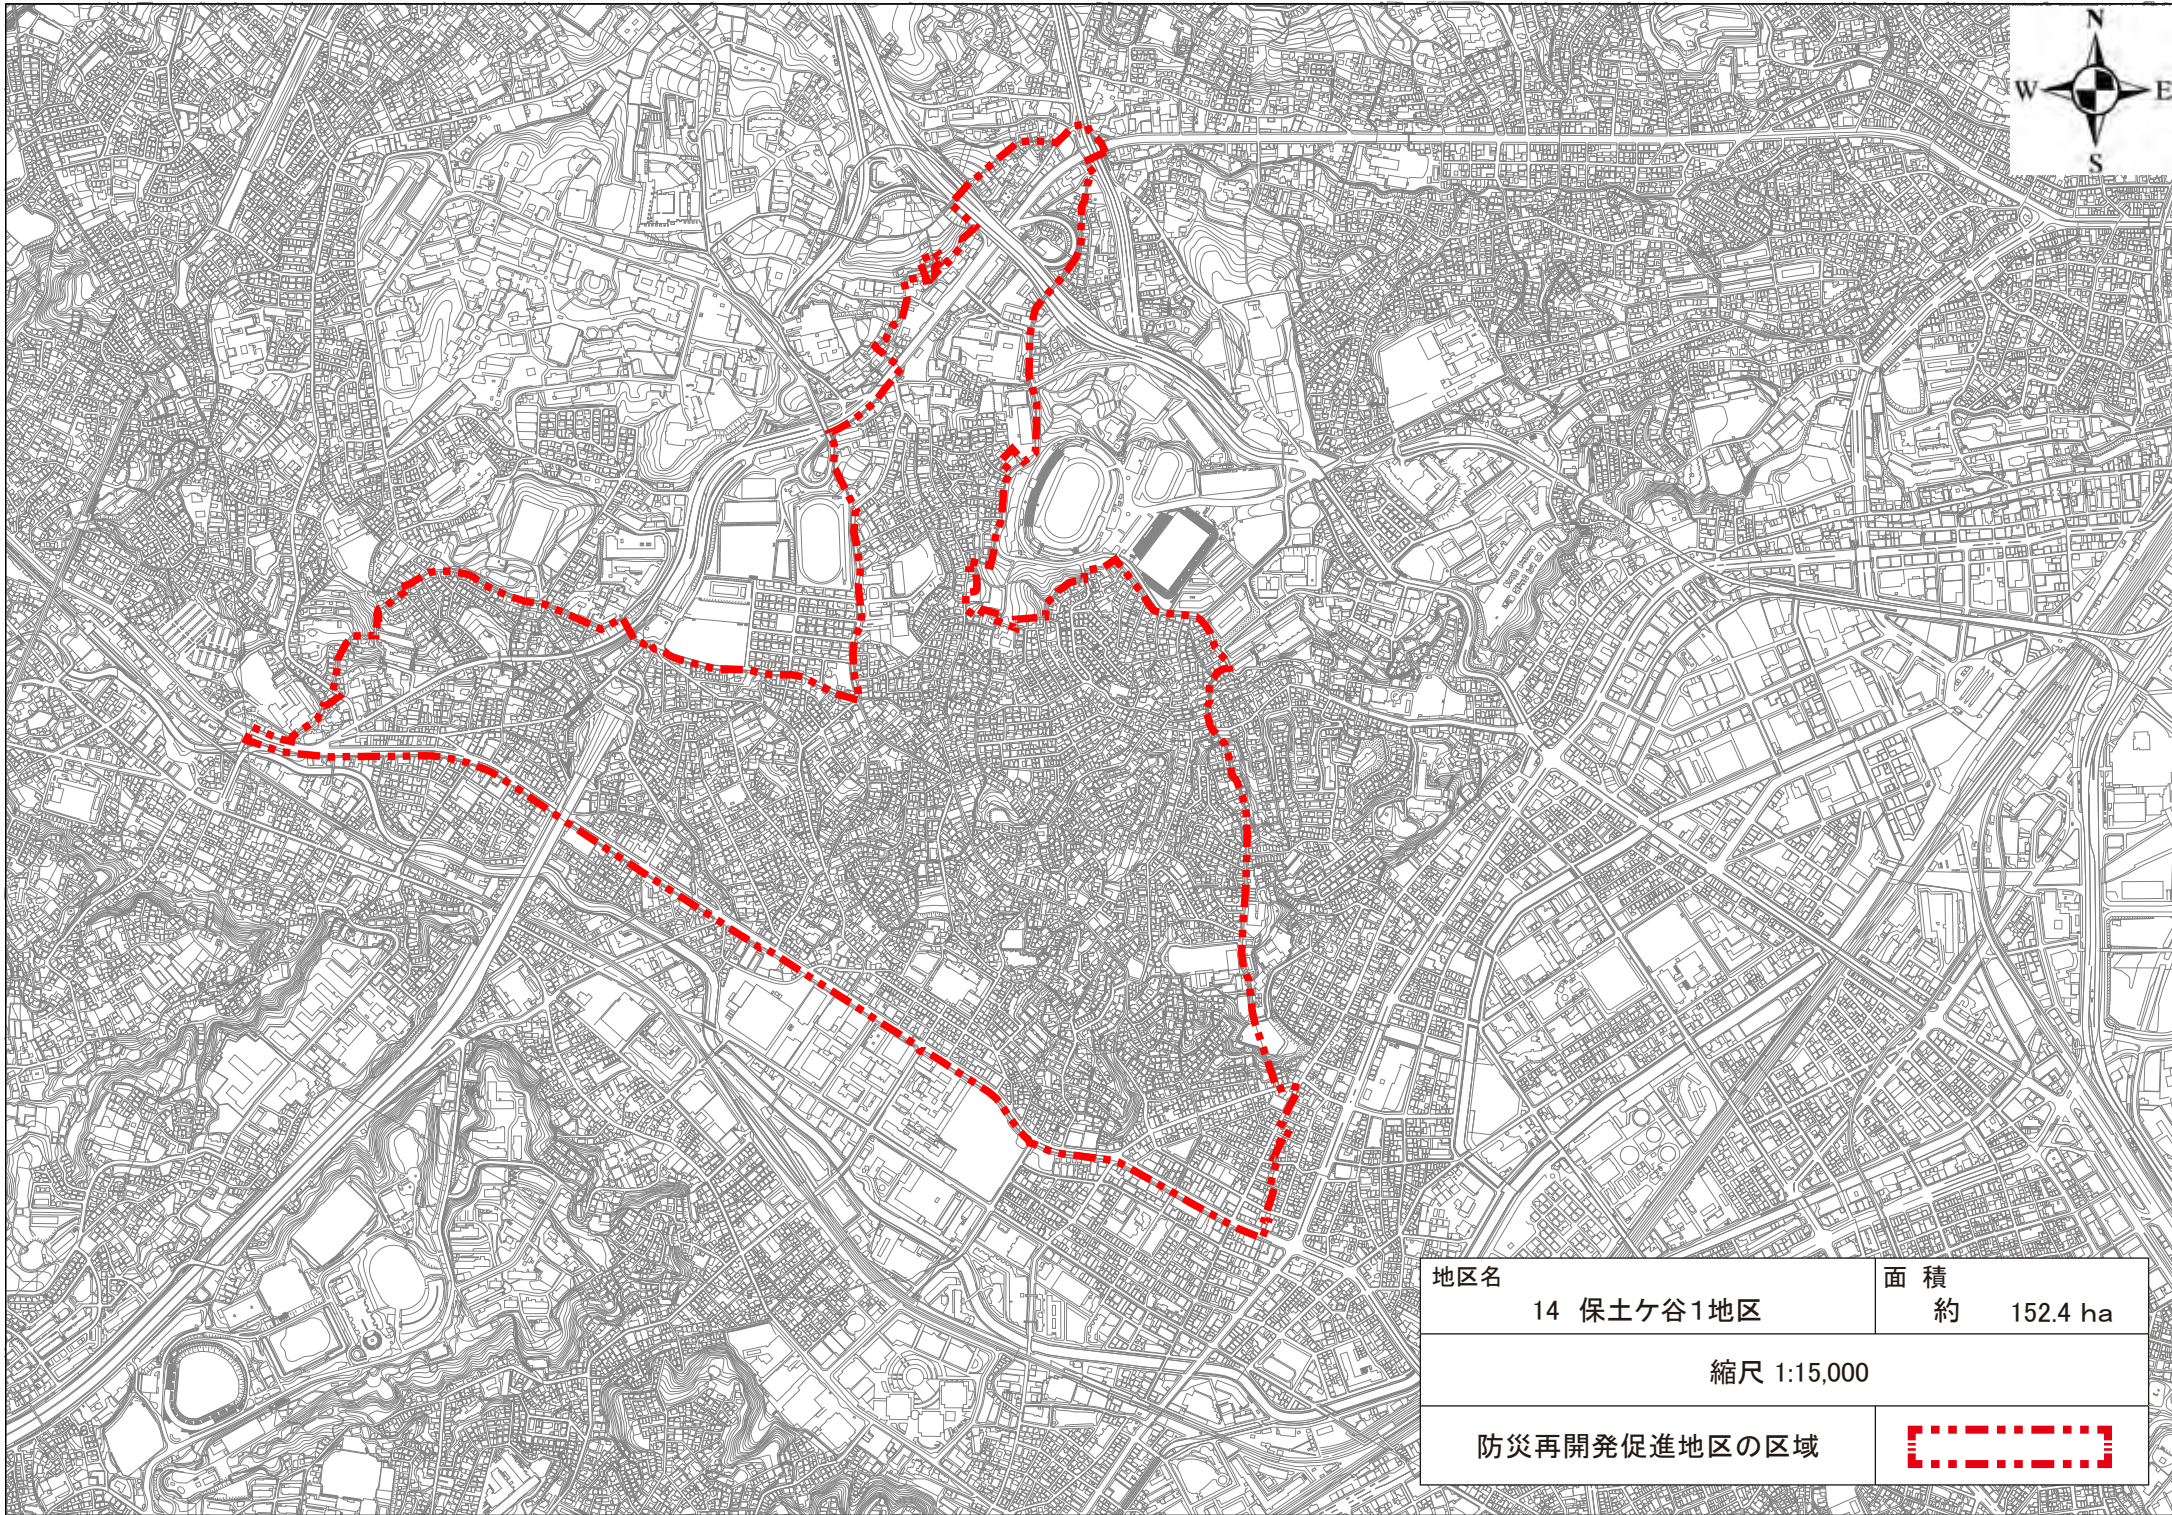 N
W E
S
地区名
14 保土ケ谷1地区
面 積
約 152.4 ha
縮尺 1:15,000
防災再開発促進地区の区域